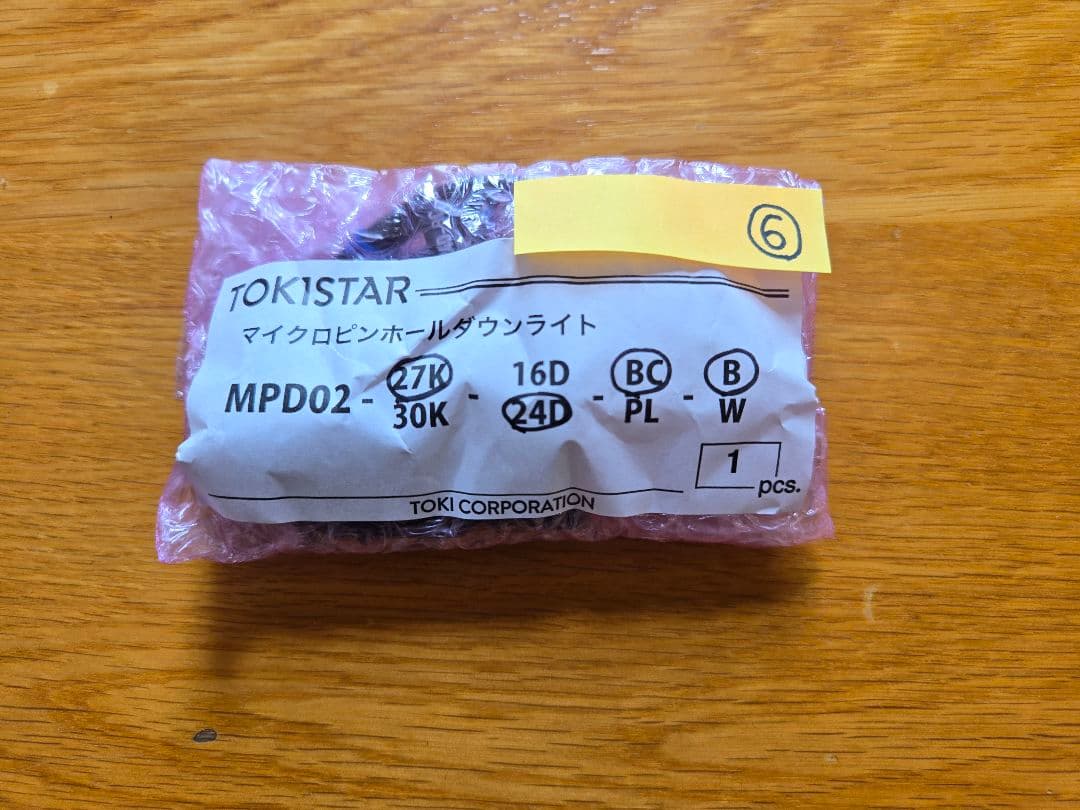 ⑥
TOKISTAR
マイクロピンホールダウンライト
MPD02 - 27K - 16D - BC - B
30K 24D PL W
1 pcs.
TOKI CORPORATION